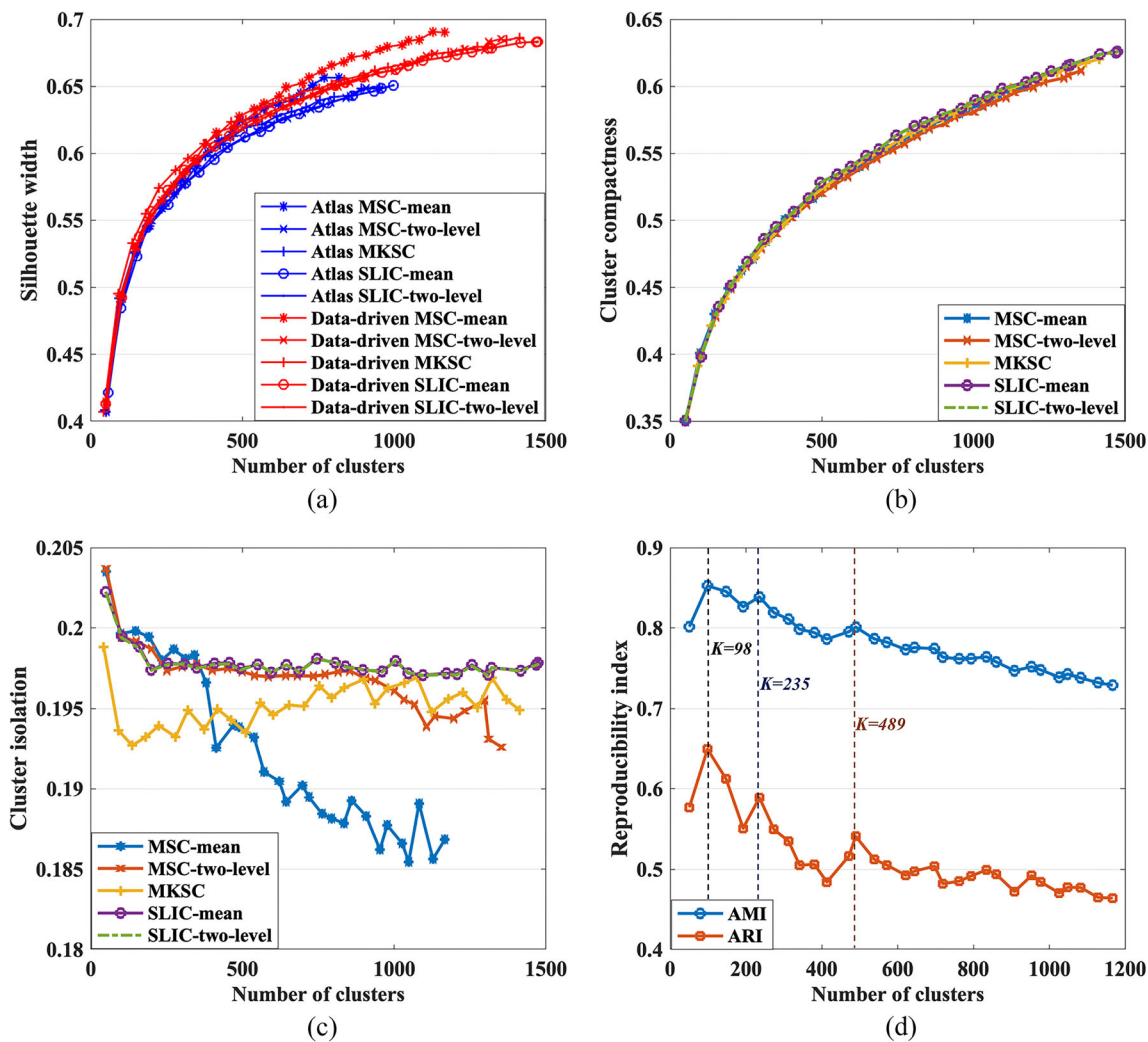 Silhouette width
0.7
0.65
0.6
0.55
0.5
0.45
0.4
0
500
1000
1500
Number of clusters
Atlas MSC-mean
Atlas MSC-two-level
Atlas MKSC
Atlas SLIC-mean
Atlas SLIC-two-level
Data-driven MSC-mean
Data-driven MSC-two-level
Data-driven MKSC
Data-driven SLIC-mean
Data-driven SLIC-two-level
(a)
Cluster compactness
0.65
0.6
0.55
0.5
0.45
0.4
0.35
0
500
1000
1500
Number of clusters
MSC-mean
MSC-two-level
MKSC
SLIC-mean
SLIC-two-level
(b)
Cluster isolation
0.205
0.2
0.195
0.19
0.185
0.18
0
500
1000
1500
Number of clusters
MSC-mean
MSC-two-level
MKSC
SLIC-mean
SLIC-two-level
(c)
Reproducibility index
0.9
0.8
0.7
0.6
0.5
0.4
0
200
400
600
800
1000
1200
Number of clusters
K=98
K=235
K=489
AMI
ARI
(d)